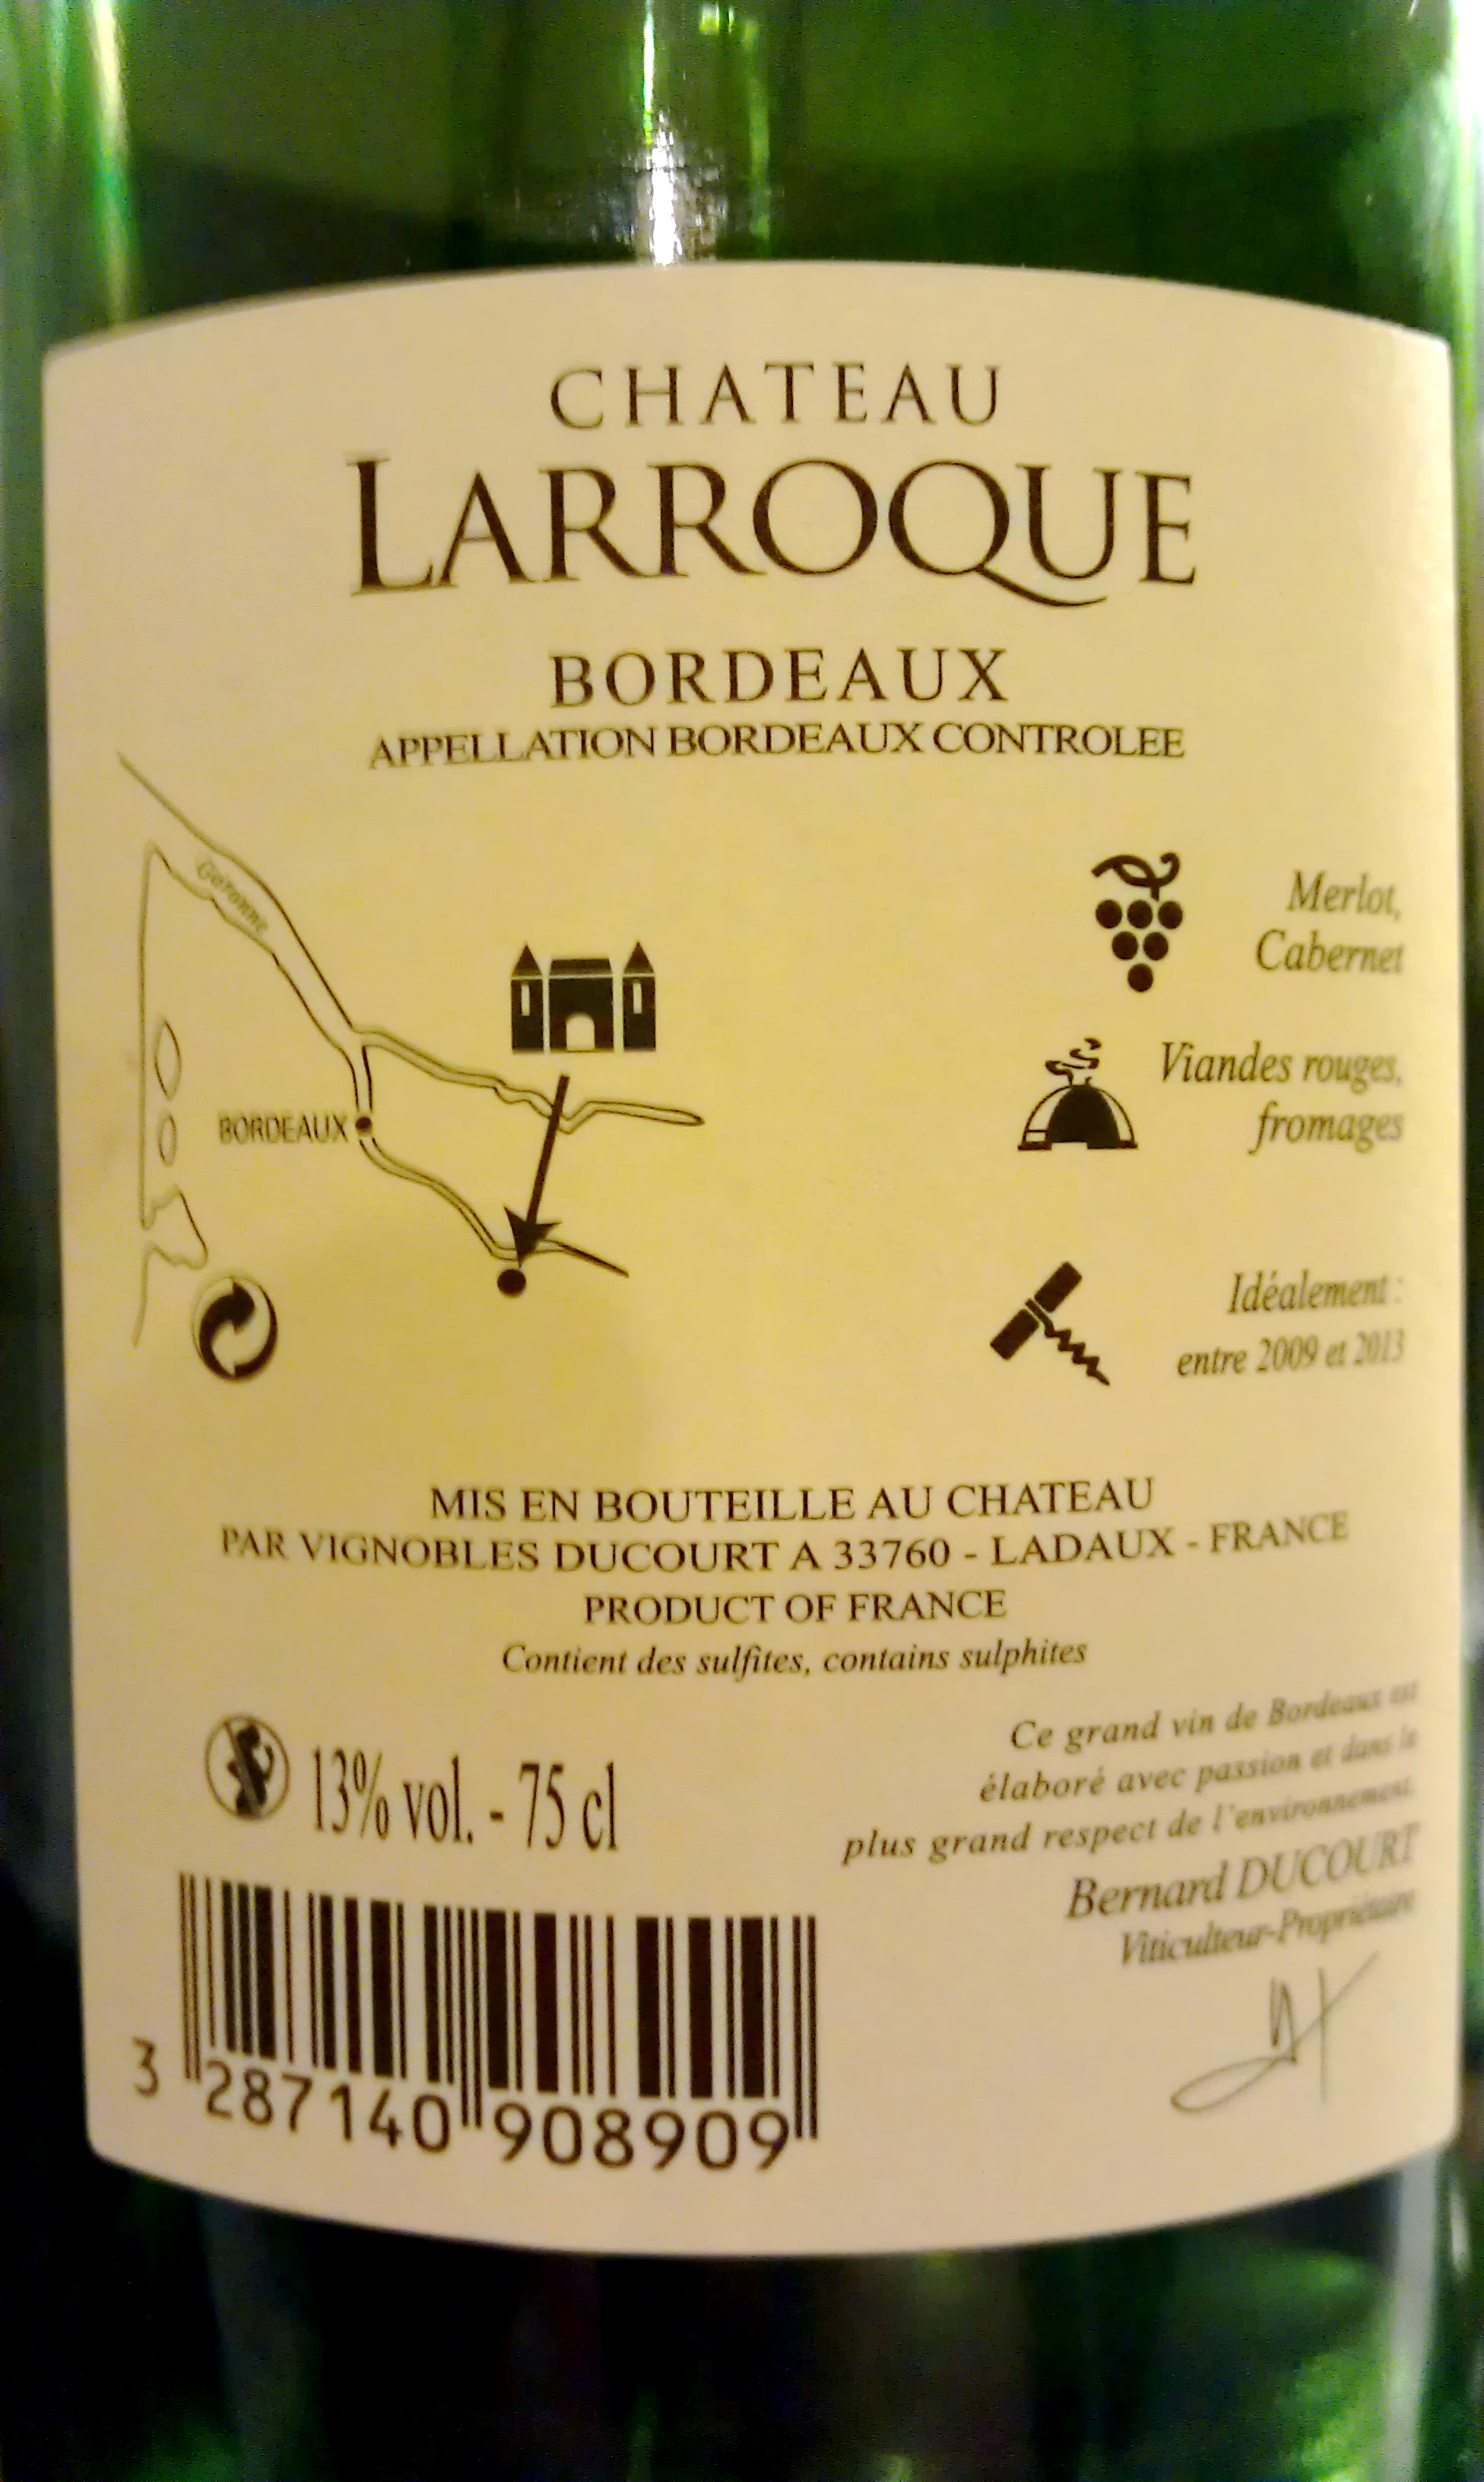 CHATEAU
LARROQUE
BORDEAUX
APPELLATION BORDEAUX CONTROLEE
Garonne
BORDEAUX
Merlot,
Cabernet
Viandes rouges,
fromages
Idéalement :
entre 2009 et 2013
MIS EN BOUTEILLE AU CHATEAU
PAR VIGNOBLES DUCOURT A 33760 - LADAUX - FRANCE
PRODUCT OF FRANCE
Contient des sulfites, contains sulphites
13% vol. - 75 cl
Ce grand vin de Bordeaux est
élaboré avec passion et dans le
plus grand respect de l'environnement.
Bernard DUCOURT
Viticulteur-Propriétaire
3 287140 908909